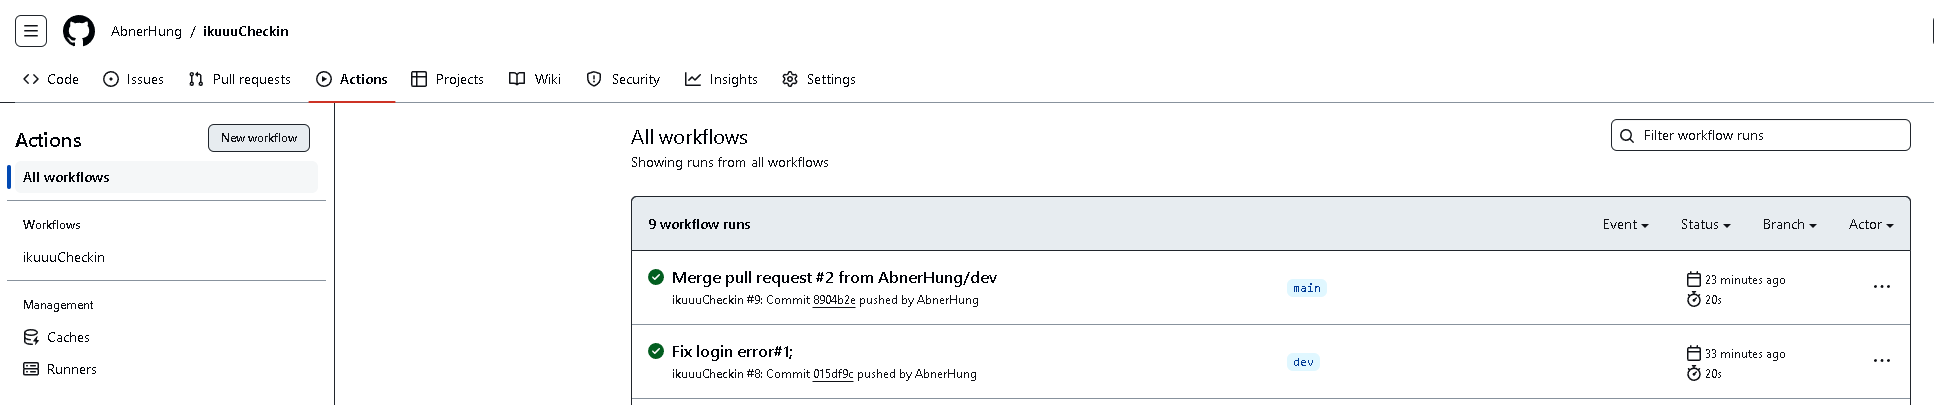 AbnerHung / ikuuuCheckin
Code Issues Pull requests Actions Projects Wiki Security Insights Settings
Actions
New workflow
All workflows
Workflows
ikuuuCheckin
Management
Caches
Runners
All workflows
Showing runs from all workflows
Filter workflow runs
9 workflow runs
Event Status Branch Actor
Merge pull request #2 from AbnerHung/dev
ikuuuCheckin #9: Commit 8904b2e pushed by AbnerHung
main
23 minutes ago
20s
Fix login error#1;
ikuuuCheckin #8: Commit 015df9c pushed by AbnerHung
dev
33 minutes ago
20s